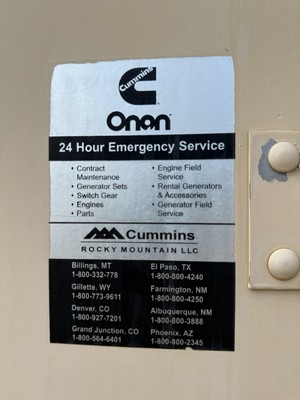 Cummins
Onan
24 Hour Emergency Service
• Contract Maintenance
• Generator Sets
• Switch Gear
• Engines
• Parts
• Engine Field Service
• Rental Generators & Accessories
• Generator Field Service
Cummins
ROCKY MOUNTAIN LLC
Billings, MT
1-800-332-778
Gillette, WY
1-800-773-9611
Denver, CO
1-800-927-7201
Grand Junction, CO
1-800-564-6401
El Paso, TX
1-800-800-4240
Farmington, NM
1-800-800-4250
Albuquerque, NM
1-800-800-3888
Phoenix, AZ
1-800-800-2345